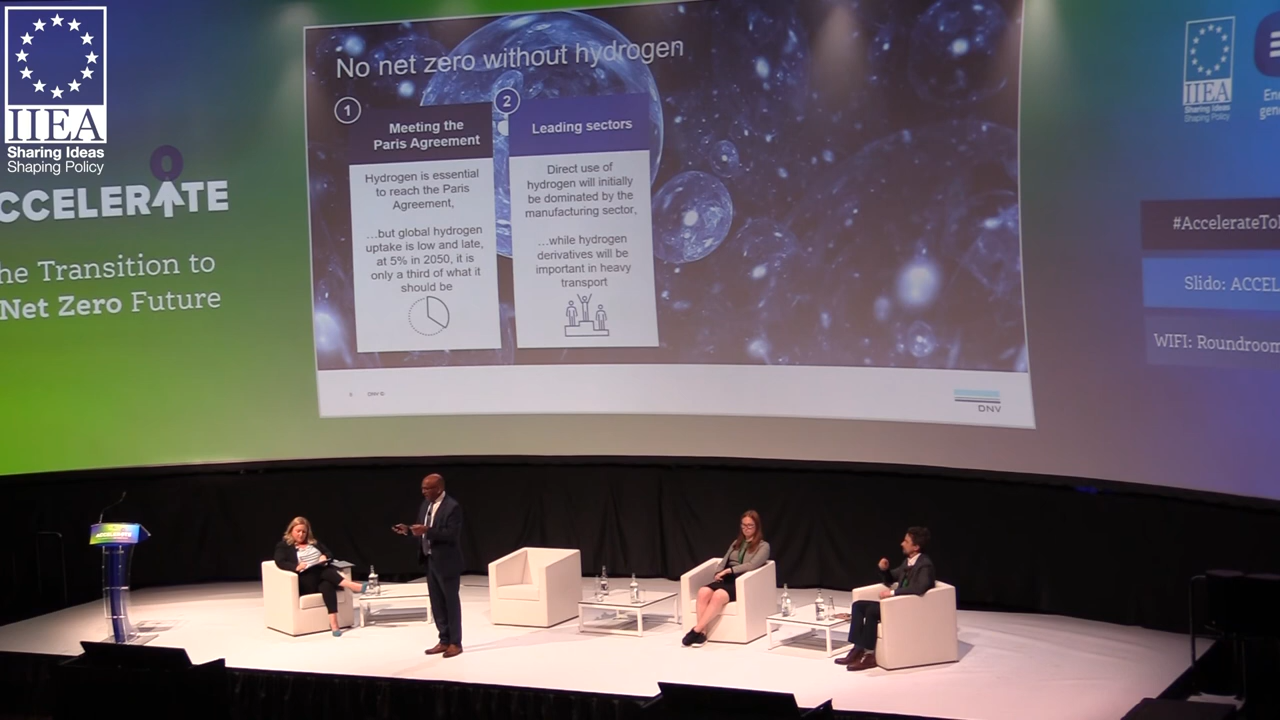 IIEA
Sharing Ideas
Shaping Policy
CCELERATE
he Transition to
Net Zero Future
No net zero without hydrogen
1
Meeting the
Paris Agreement
Hydrogen is essential
to reach the Paris
Agreement,
...but global hydrogen
uptake is low and late,
at 5% in 2050, it is
only a third of what it
should be
2
Leading sectors
Direct use of
hydrogen will initially
be dominated by the
manufacturing sector,
...while hydrogen
derivatives will be
important in heavy
transport
DNV ©
DNV
IIEA
Sharing Ideas
Shaping Policy
En
gen
#AccelerateTo
Slido: ACCEL
WIFI: Roundroom